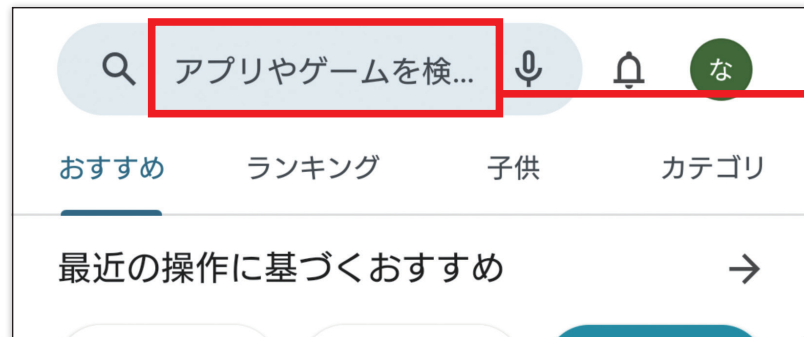 アプリやゲームを検... な
おすすめ ランキング 子供 カテゴリ
最近の操作に基づくおすすめ